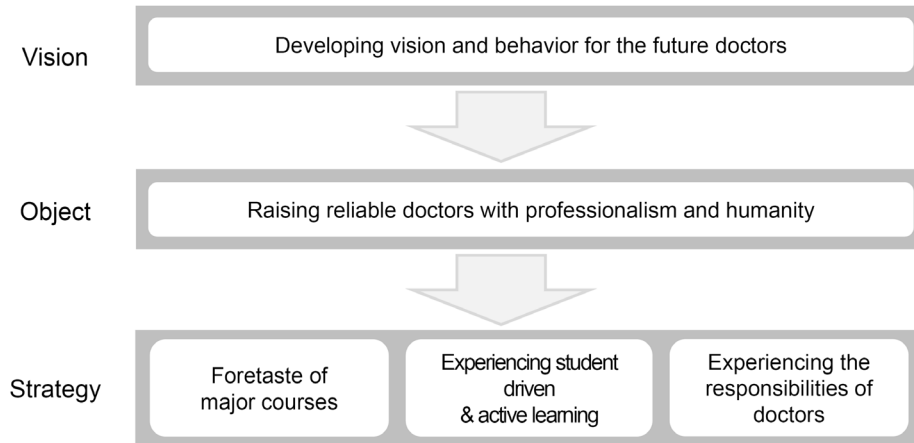 Vision
Developing vision and behavior for the future doctors
Object
Raising reliable doctors with professionalism and humanity
Strategy
Foretaste of
major courses
Experiencing student
driven
& active learning
Experiencing the
responsibilities of
doctors